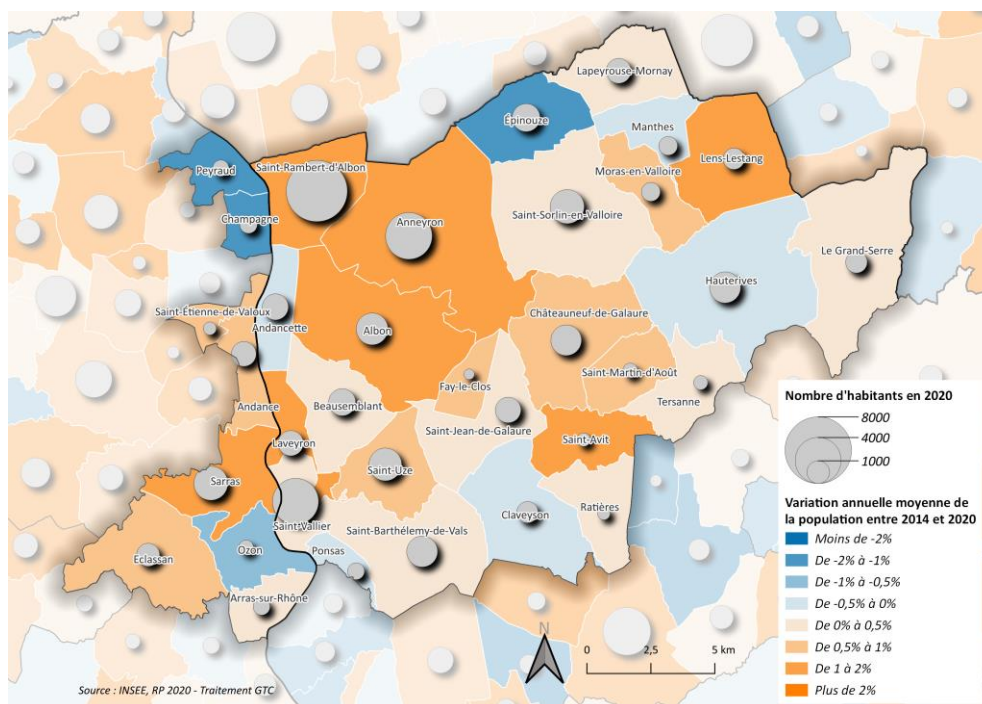 Lapeyrouse-Mornay
Épinouze
Manthes
Lens-Lestang
Peyraud
Saint-Rambert-d'Albon
Moras-en-Valloire
Champagne
Anneyron
Saint-Sorlin-en-Valloire
Le Grand-Serre
Hauterives
Saint-Étienne-de-Valoux
Andancette
Châteauneuf-de-Galaure
Albon
Saint-Martin-d'Août
Fay-le-Clos
Andance
Beausemblant
Tersanne
Saint-Jean-de-Galaure
Laveyron
Saint-Avit
Saint-Uze
Sarras
Claveyson
Ratières
Saint-Vallier
Saint-Barthélemy-de-Vals
Ozon
Ponsas
Eclassan
Arras-sur-Rhône
Nombre d'habitants en 2020
8000
4000
1000
Variation annuelle moyenne de
la population entre 2014 et 2020
Moins de -2%
De -2% à -1%
De -1% à -0,5%
De -0,5% à 0%
De 0% à 0,5%
De 0,5% à 1%
De 1 à 2%
Plus de 2%
N
0 2,5 5 km
Source : INSEE, RP 2020 - Traitement GTC